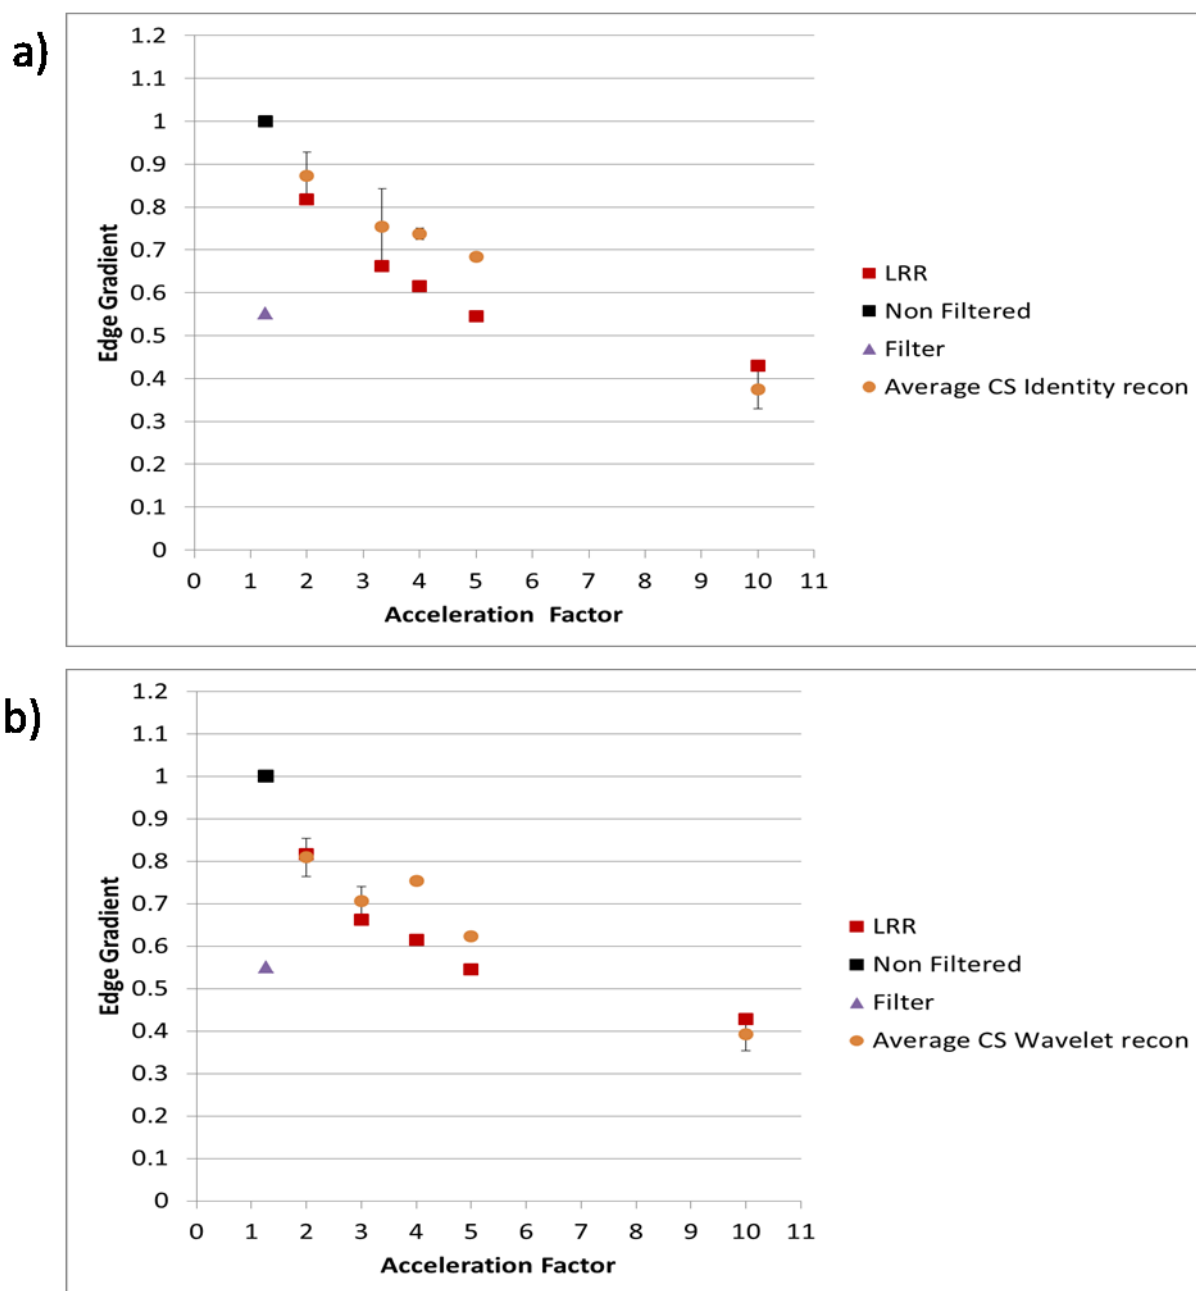 a)
1.2
1.1
1
0.9
0.8
0.7
0.6
0.5
0.4
0.3
0.2
0.1
0
Edge Gradient
0 1 2 3 4 5 6 7 8 9 10 11
Acceleration Factor
LRR
Non Filtered
Filter
Average CS Identity recon
b)
1.2
1.1
1
0.9
0.8
0.7
0.6
0.5
0.4
0.3
0.2
0.1
0
Edge Gradient
0 1 2 3 4 5 6 7 8 9 10 11
Acceleration Factor
LRR
Non Filtered
Filter
Average CS Wavelet recon